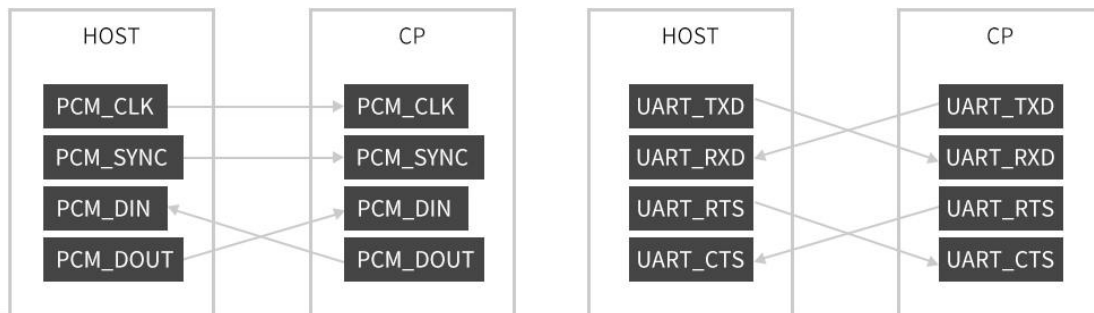 HOST
CP
PCM_CLK
PCM_CLK
PCM_SYNC
PCM_SYNC
PCM_DIN
PCM_DIN
PCM_DOUT
PCM_DOUT
HOST
CP
UART_TXD
UART_TXD
UART_RXD
UART_RXD
UART_RTS
UART_RTS
UART_CTS
UART_CTS